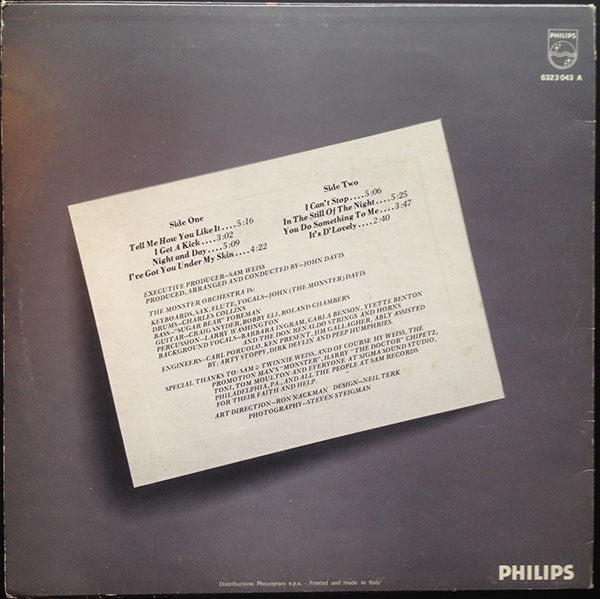 PHILIPS
6323 043 A
Side One
Tell Me How You Like It....5:16
I Get A Kick....3:02
Night and Day....5:09
I've Got You Under My Skin....4:22
Side Two
I Can't Stop....5:06
In The Still Of The Night....5:25
You Do Something To Me....3:47
It's D'Lovely....2:40
EXECUTIVE PRODUCER—SAM WEISS
PRODUCED, ARRANGED AND CONDUCTED BY—JOHN DAVIS
THE MONSTER ORCHESTRA IS:
KEYBOARDS, SAX, FLUTE, VOCALS—JOHN (THE MONSTER) DAVIS
DRUMS—CHARLES COLLINS
BASS—"SUGAR BEAR" FOREMAN
GUITAR—CRAIG SNYDER, BOBBY ELI, ROLAND CHAMBERS
PERCUSSION—LARRY WASHINGTON
BACKGROUND VOCALS—BARBARA INGRAM, CARLA BENSON, YVETTE BENTON
AND THE DON RENALDO STRINGS AND HORNS
ENGINEERS—CARL PORUOLO, KEN PRESENT, JIM GALLAGHER, ABLY ASSISTED
BY; ARTY STOPPY, DIRK DEVLIN AND PEEP HUMPHRIES.
SPECIAL THANKS TO: SAM & TWINNIE WEISS, AND OF COURSE HY WEISS, THE
PROMOTION MAN'S "MONSTER", HARRY "THE DOCTOR" CHIPETZ,
TONI, TOM MOULTON AND EVERYONE AT SIGMA SOUND STUDIO,
PHILADELPHIA, PA., AND ALL THE PEOPLE AT SAM RECORDS
FOR THEIR FAITH AND HELP.
ART DIRECTION—RON NACKMAN DESIGN—NEIL TERK
PHOTOGRAPHY—STEVEN STEIGMAN
Distribuzione Phonogram s.p.a. - Printed and made in Italy
PHILIPS